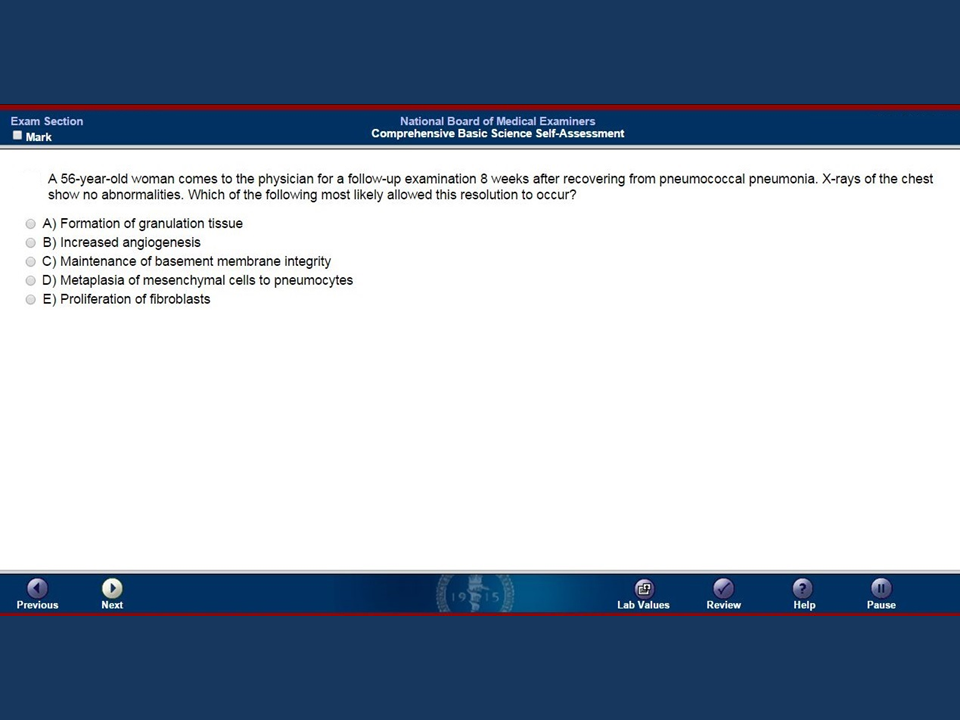 Exam Section
Mark
National Board of Medical Examiners
Comprehensive Basic Science Self-Assessment
A 56-year-old woman comes to the physician for a follow-up examination 8 weeks after recovering from pneumococcal pneumonia. X-rays of the chest
show no abnormalities. Which of the following most likely allowed this resolution to occur?
A) Formation of granulation tissue
B) Increased angiogenesis
C) Maintenance of basement membrane integrity
D) Metaplasia of mesenchymal cells to pneumocytes
E) Proliferation of fibroblasts
Previous
Next
1915
Lab Values
Review
Help
Pause